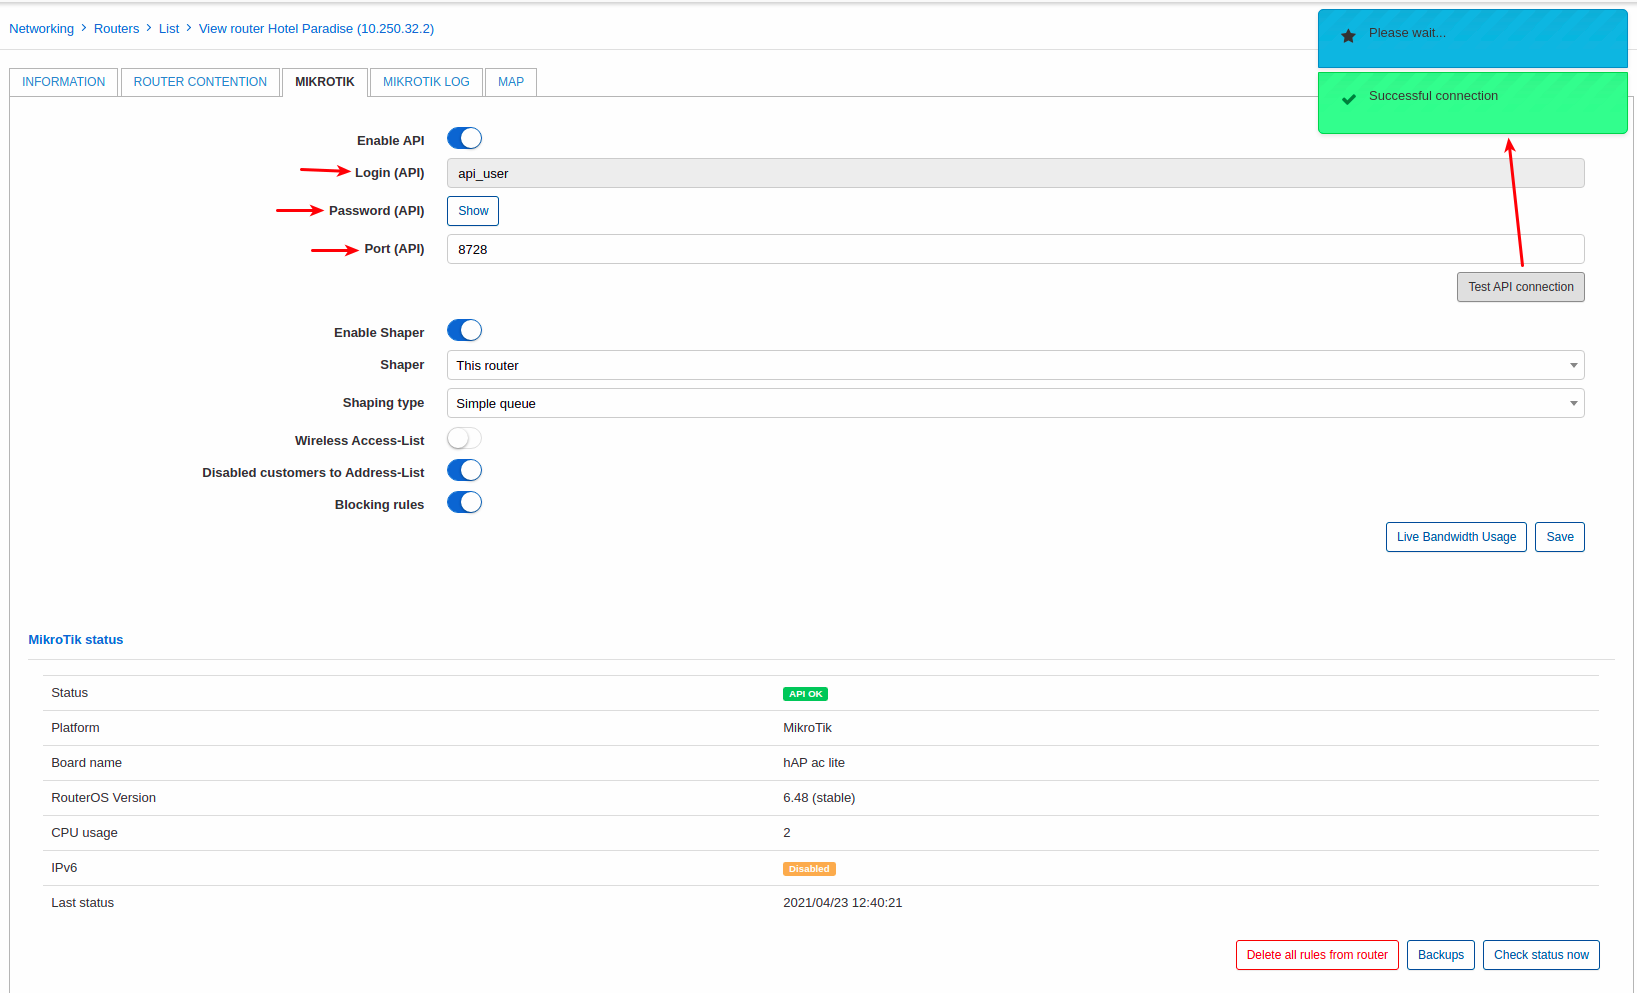 Networking > Routers > List > View router Hotel Paradise (10.250.32.2)
Please wait...
Successful connection
INFORMATION ROUTER CONTENTION MIKROTIK MIKROTIK LOG MAP
Enable API
Login (API) api_user
Password (API) Show
Port (API) 8728
Test API connection
Enable Shaper
Shaper This router
Shaping type Simple queue
Wireless Access-List
Disabled customers to Address-List
Blocking rules
Live Bandwidth Usage Save
MikroTik status
Status API OK
Platform MikroTik
Board name hAP ac lite
RouterOS Version 6.48 (stable)
CPU usage 2
IPv6 Disabled
Last status 2021/04/23 12:40:21
Delete all rules from router Backups Check status now